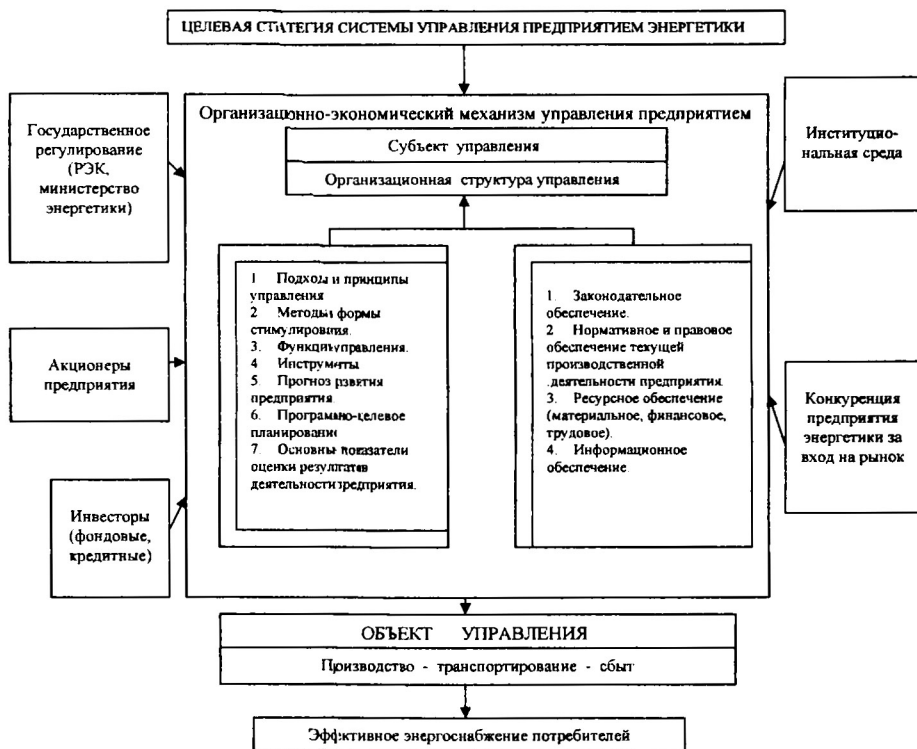 ЦЕЛЕВАЯ СТРАТЕГИЯ СИСТЕМЫ УПРАВЛЕНИЯ ПРЕДПРИЯТИЕМ ЭНЕРГЕТИКИ
Государственное
регулирование
(РЭК,
министерство
энергетики)
Акционеры
предприятия
Инвесторы
(фондовые,
кредитные)
Организационно-экономический механизм управления предприятием
Субъект управления
Организационная структура управления
1 Подходы и принципы
управления
2 Методы формы
стимулирования.
3. Функции управления.
4 Инструменты
5 Прогноз развития
предприятия
6. Програмно-целевое
планирование
7 Основны показатели
оценки результатов
деятельности предприятия.
1. Законодательное
обеспечение.
2 Нормативное и правовое
обеспечение текущей
производственной
деятельности предприятия
3. Ресурсное обеспечение
(материальное, финансовое,
трудовое).
4. Информационное
обеспечение
Институцио-
нальная среда
Конкуренция
предприятия
энергетики за
вход на рынок
ОБЪЕКТ УПРАВЛЕНИЯ
Производство - транспортирование - сбыт
Эффективное энергоснабжение потребителей